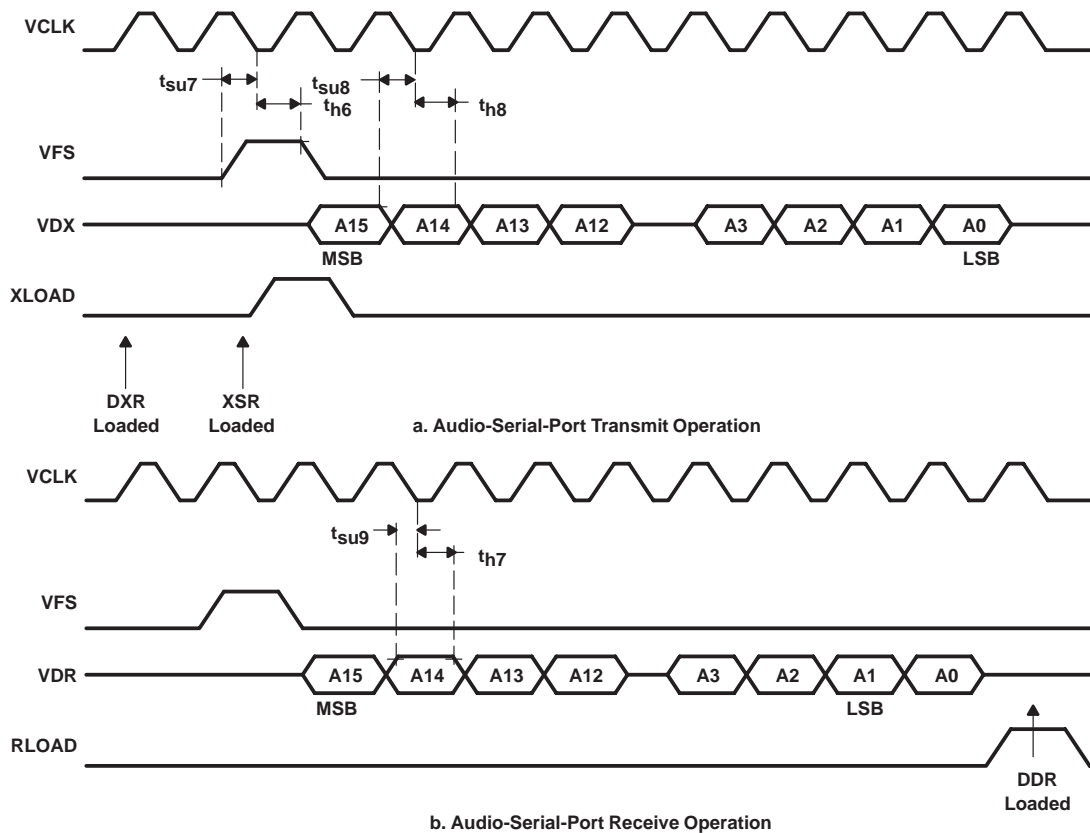 VCLK
tsu7
tsu8
th6
th8
VFS
VDX
A15
A14
A13
A12
A3
A2
A1
A0
MSB
LSB
XLOAD
DXR
Loaded
XSR
Loaded
a. Audio-Serial-Port Transmit Operation
VCLK
tsu9
th7
VFS
VDR
A15
A14
A13
A12
A3
A2
A1
A0
MSB
LSB
RLOAD
DDR
Loaded
b. Audio-Serial-Port Receive Operation